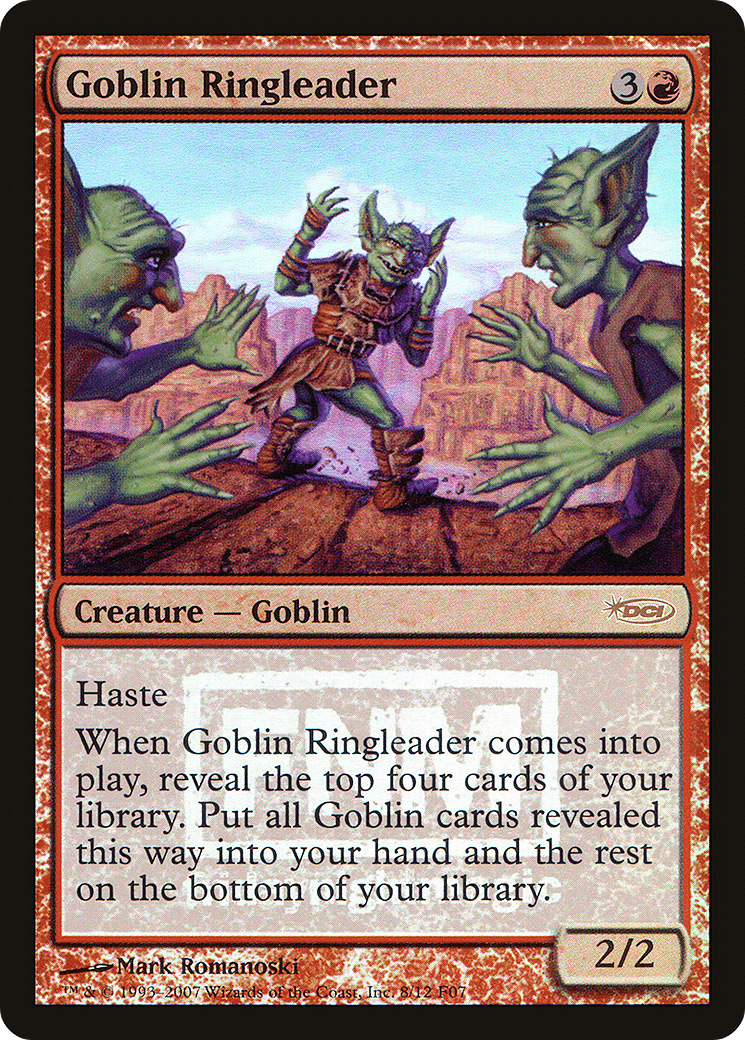 Goblin Ringleader 3
Creature — Goblin DCI
Haste
When Goblin Ringleader comes into
play, reveal the top four cards of your
library. Put all Goblin cards revealed
this way into your hand and the rest
on the bottom of your library.
FNM
2/2
Mark Romanoski
™ & © 1993–2007 Wizards of the Coast, Inc. 8/12 F07